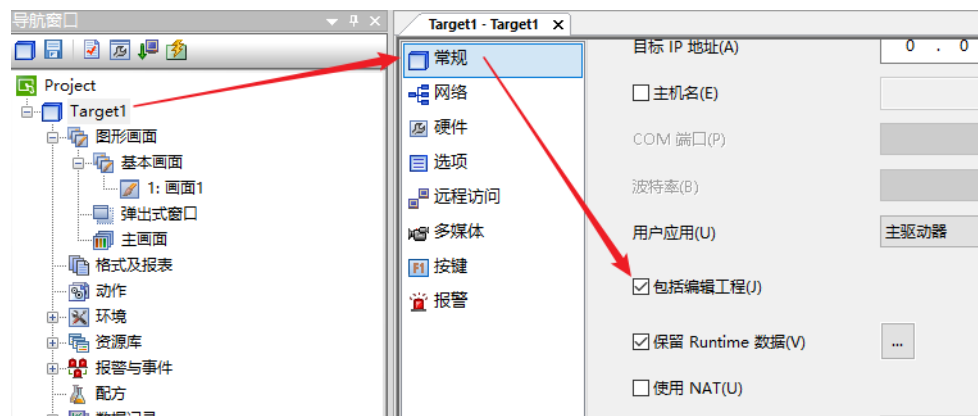 导航窗口
Project
Target1
图形画面
基本画面
1: 画面1
弹出式窗口
主画面
格式及报表
动作
环境
资源库
报警与事件
配方
数据记录
Target1 - Target1
常规
网络
硬件
选项
远程访问
多媒体
F1 按键
报警
目标 IP 地址(A)
0 . 0
主机名(E)
COM 端口(P)
波特率(B)
用户应用(U)
主驱动器
包括编辑工程(J)
保留 Runtime 数据(V)
...
使用 NAT(U)